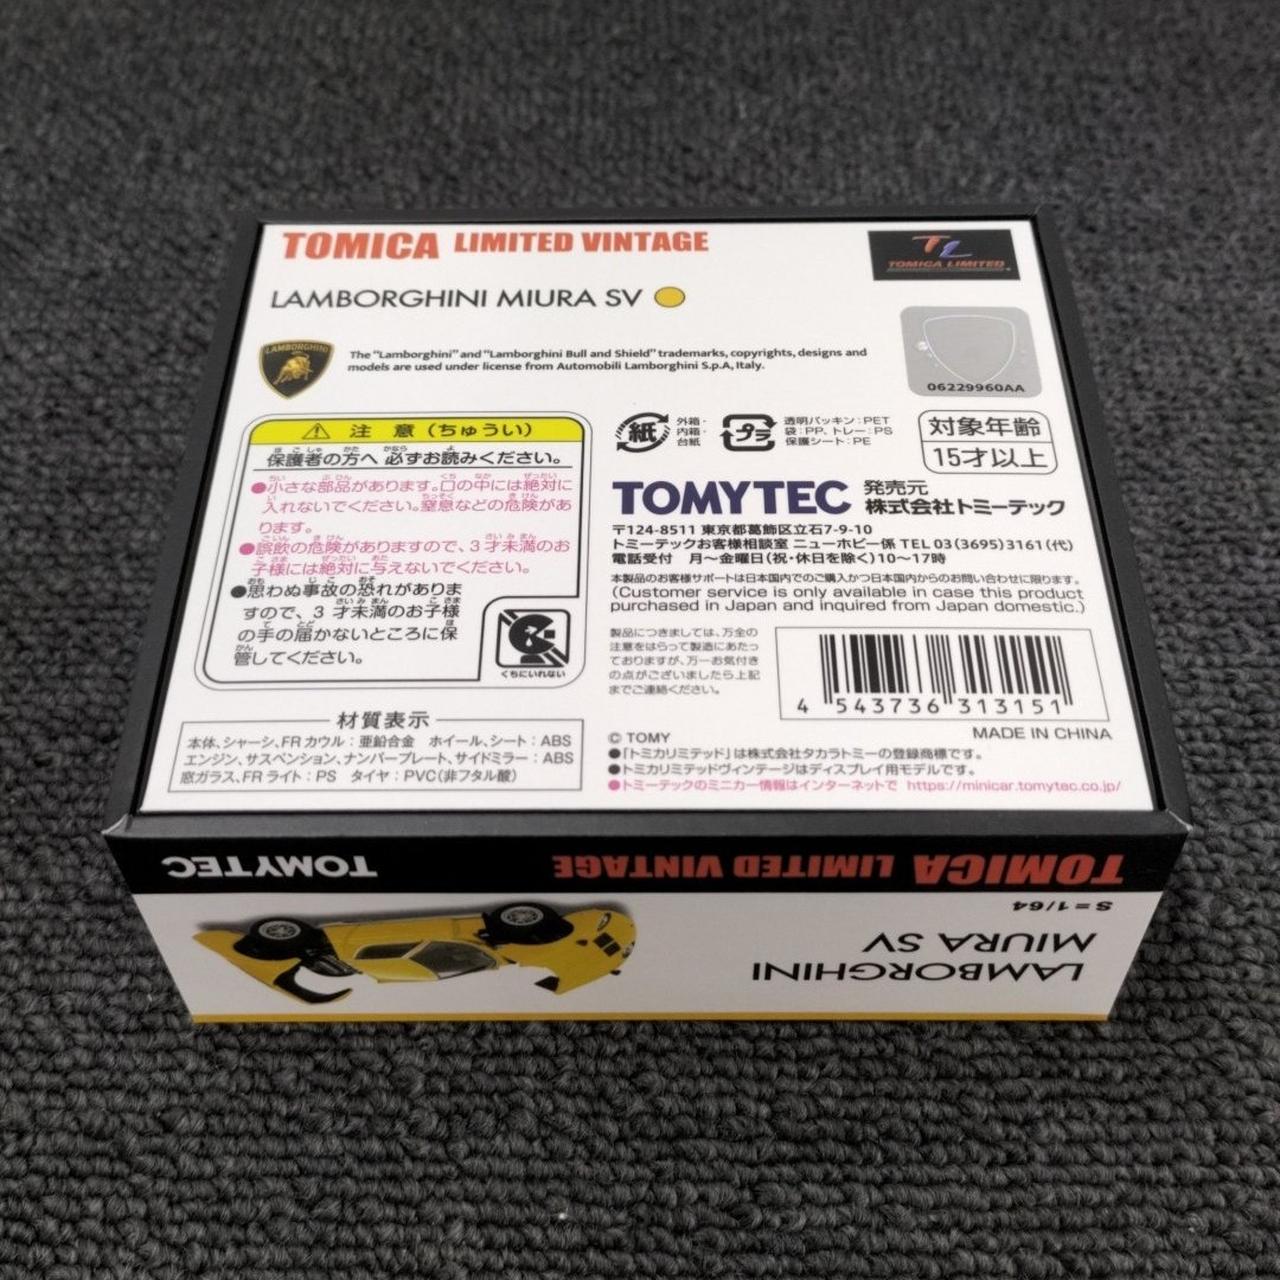 TOMICA LIMITED VINTAGE
TL
TOMICA LIMITED
LAMBORGHINI MIURA SV
LAMBORGHINI
The "Lamborghini" and "Lamborghini Bull and Shield" trademarks, copyrights, designs and
models are used under license from Automobili Lamborghini S.p.A, Italy.
06229960AA
注 意（ちゅうい）
保護者の方へ 必ずお読みください。
●小さな部品があります。口の中には絶対に
入れないでください。窒息などの危険があ
ります。
●誤飲の危険がありますので、3才未満のお
子様には絶対に与えないでください。
●思わぬ事故の恐れがありま
すので、3才未満のお子様
の手の届かないところに保
管してください。
くちにいれない
紙
外箱・
内箱・
台紙
プラ
透明パッキン：PET
袋：PP、トレー：PS
保護シート：PE
対象年齢
15才以上
TOMYTEC 発売元
株式会社トミーテック
〒124-8511 東京都葛飾区立石7-9-10
トミーテックお客様相談室 ニューホビー係 TEL 03(3695)3161(代)
電話受付 月〜金曜日(祝・休日を除く)10〜17時
本製品のお客様サポートは日本国内でのご購入かつ日本国内からのお問い合わせに限ります。
(Customer service is only available in case this product
purchased in Japan and inquired from Japan domestic.)
製品につきましては、万全の
注意をはらって製造にあたっ
ておりますが、万一お気付き
の点がございましたら上記
までご連絡ください。
4 543736 313151
MADE IN CHINA
材質表示
本体、シャーシ、FRカウル：亜鉛合金 ホイール、シート：ABS
エンジン、サスペンション、ナンバープレート、サイドミラー：ABS
窓ガラス、FRライト：PS タイヤ：PVC(非フタル酸)
© TOMY
●「トミカリミテッド」は株式会社タカラトミーの登録商標です。
●トミカリミテッドヴィンテージはディスプレイ用モデルです。
●トミーテックのミニカー情報はインターネットで https://minicar.tomytec.co.jp/
TOMICA LIMITED VINTAGE
TOMYTEC
S=1/64
LAMBORGHINI
MIURA SV